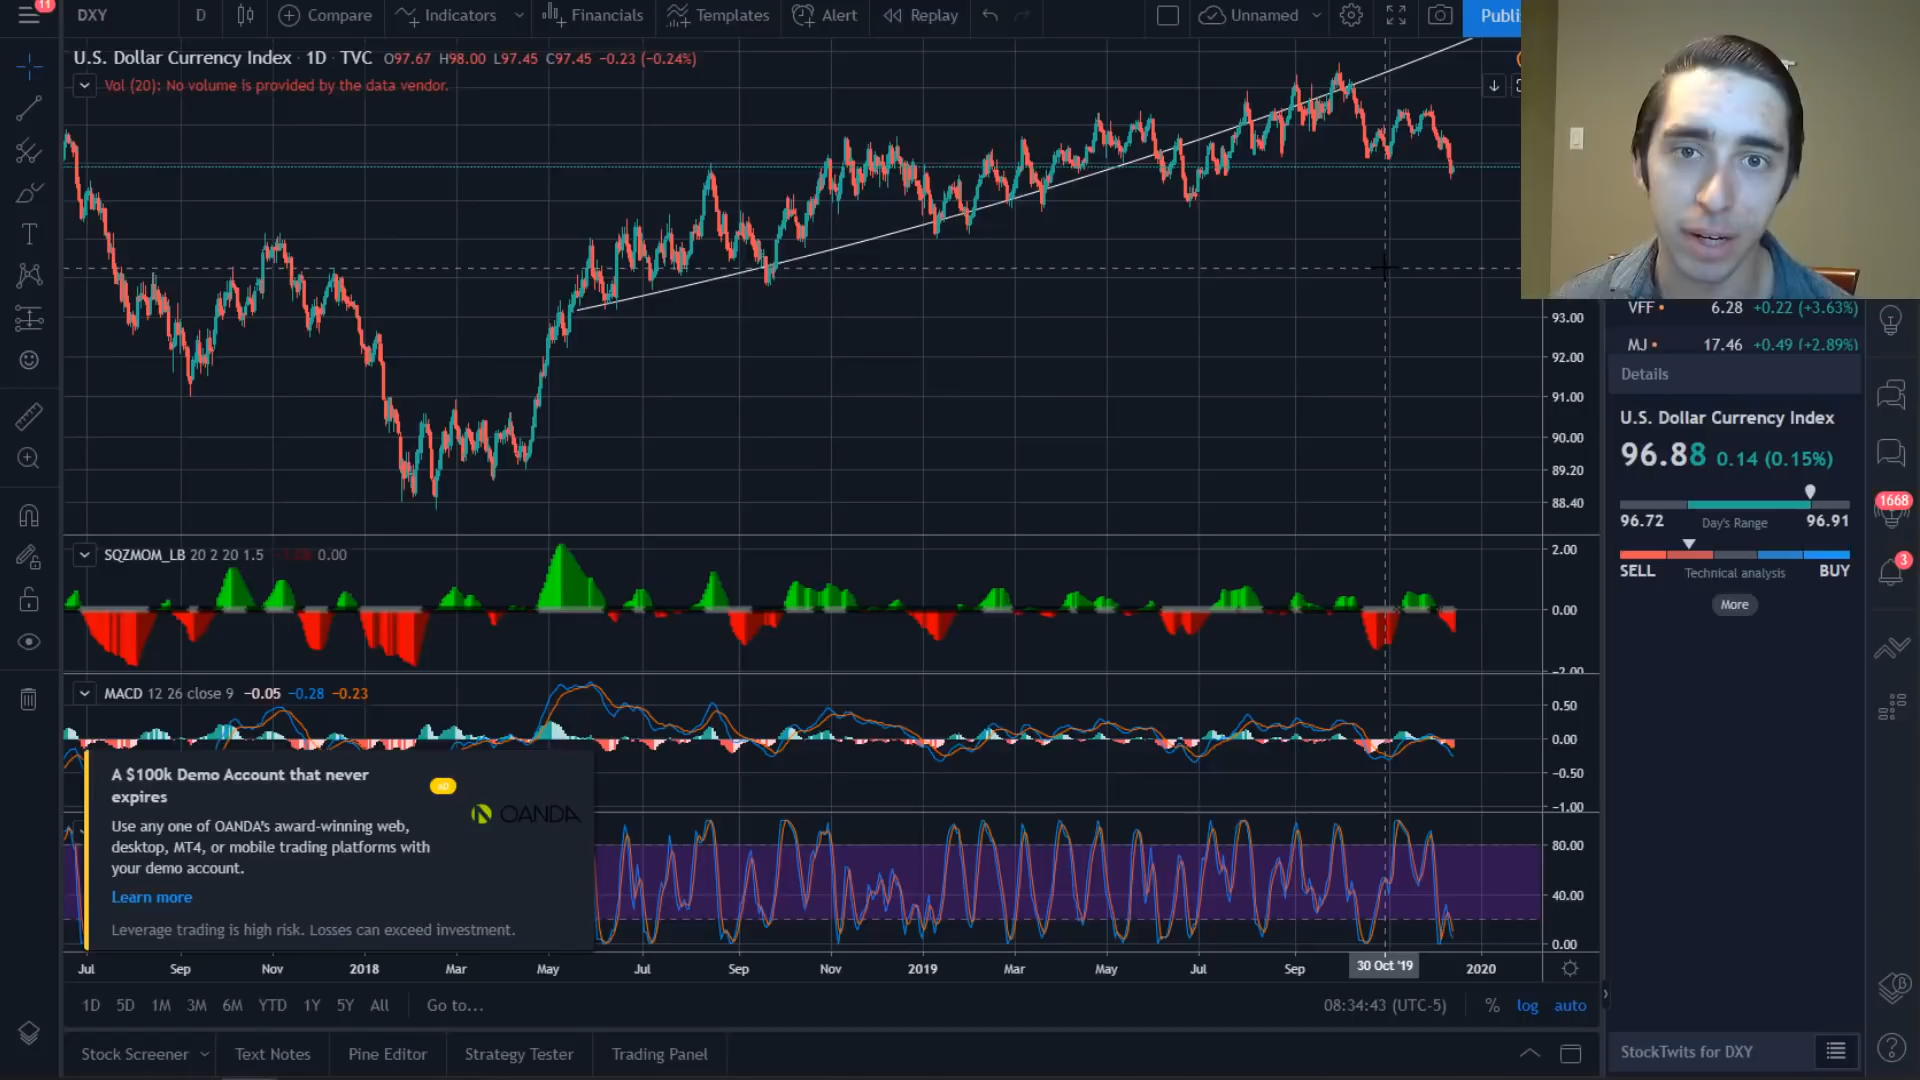 11
DXY
D
Compare
Indicators
Financials
Templates
Alert
Replay
Unnamed
Publi
U.S. Dollar Currency Index · 1D · TVC O97.67 H98.00 L97.45 C97.45 −0.23 (−0.24%)
Vol (20): No volume is provided by the data vendor.
93.00
92.00
91.00
90.00
89.20
88.40
SQZMOM_LB 20 2 20 1.5 0.00
2.00
0.00
−2.00
MACD 12 26 close 9 −0.05 −0.28 −0.23
0.50
0.00
−0.50
−1.00
A $100k Demo Account that never
expires
OANDA
Use any one of OANDA's award-winning web,
desktop, MT4, or mobile trading platforms with
your demo account.
Learn more
Leverage trading is high risk. Losses can exceed investment.
80.00
40.00
0.00
Jul Sep Nov 2018 Mar May Jul Sep Nov 2019 Mar May Jul Sep 30 Oct '19 2020
1D 5D 1M 3M 6M YTD 1Y 5Y All Go to...
08:34:43 (UTC-5) % log auto
Stock Screener
Text Notes
Pine Editor
Strategy Tester
Trading Panel
VFF 6.28 +0.22 (+3.63%)
MJ 17.46 +0.49 (+2.89%)
Details
U.S. Dollar Currency Index
96.88 0.14 (0.15%)
96.72 Day's Range 96.91
SELL Technical analysis BUY
More
1668
3
StockTwits for DXY